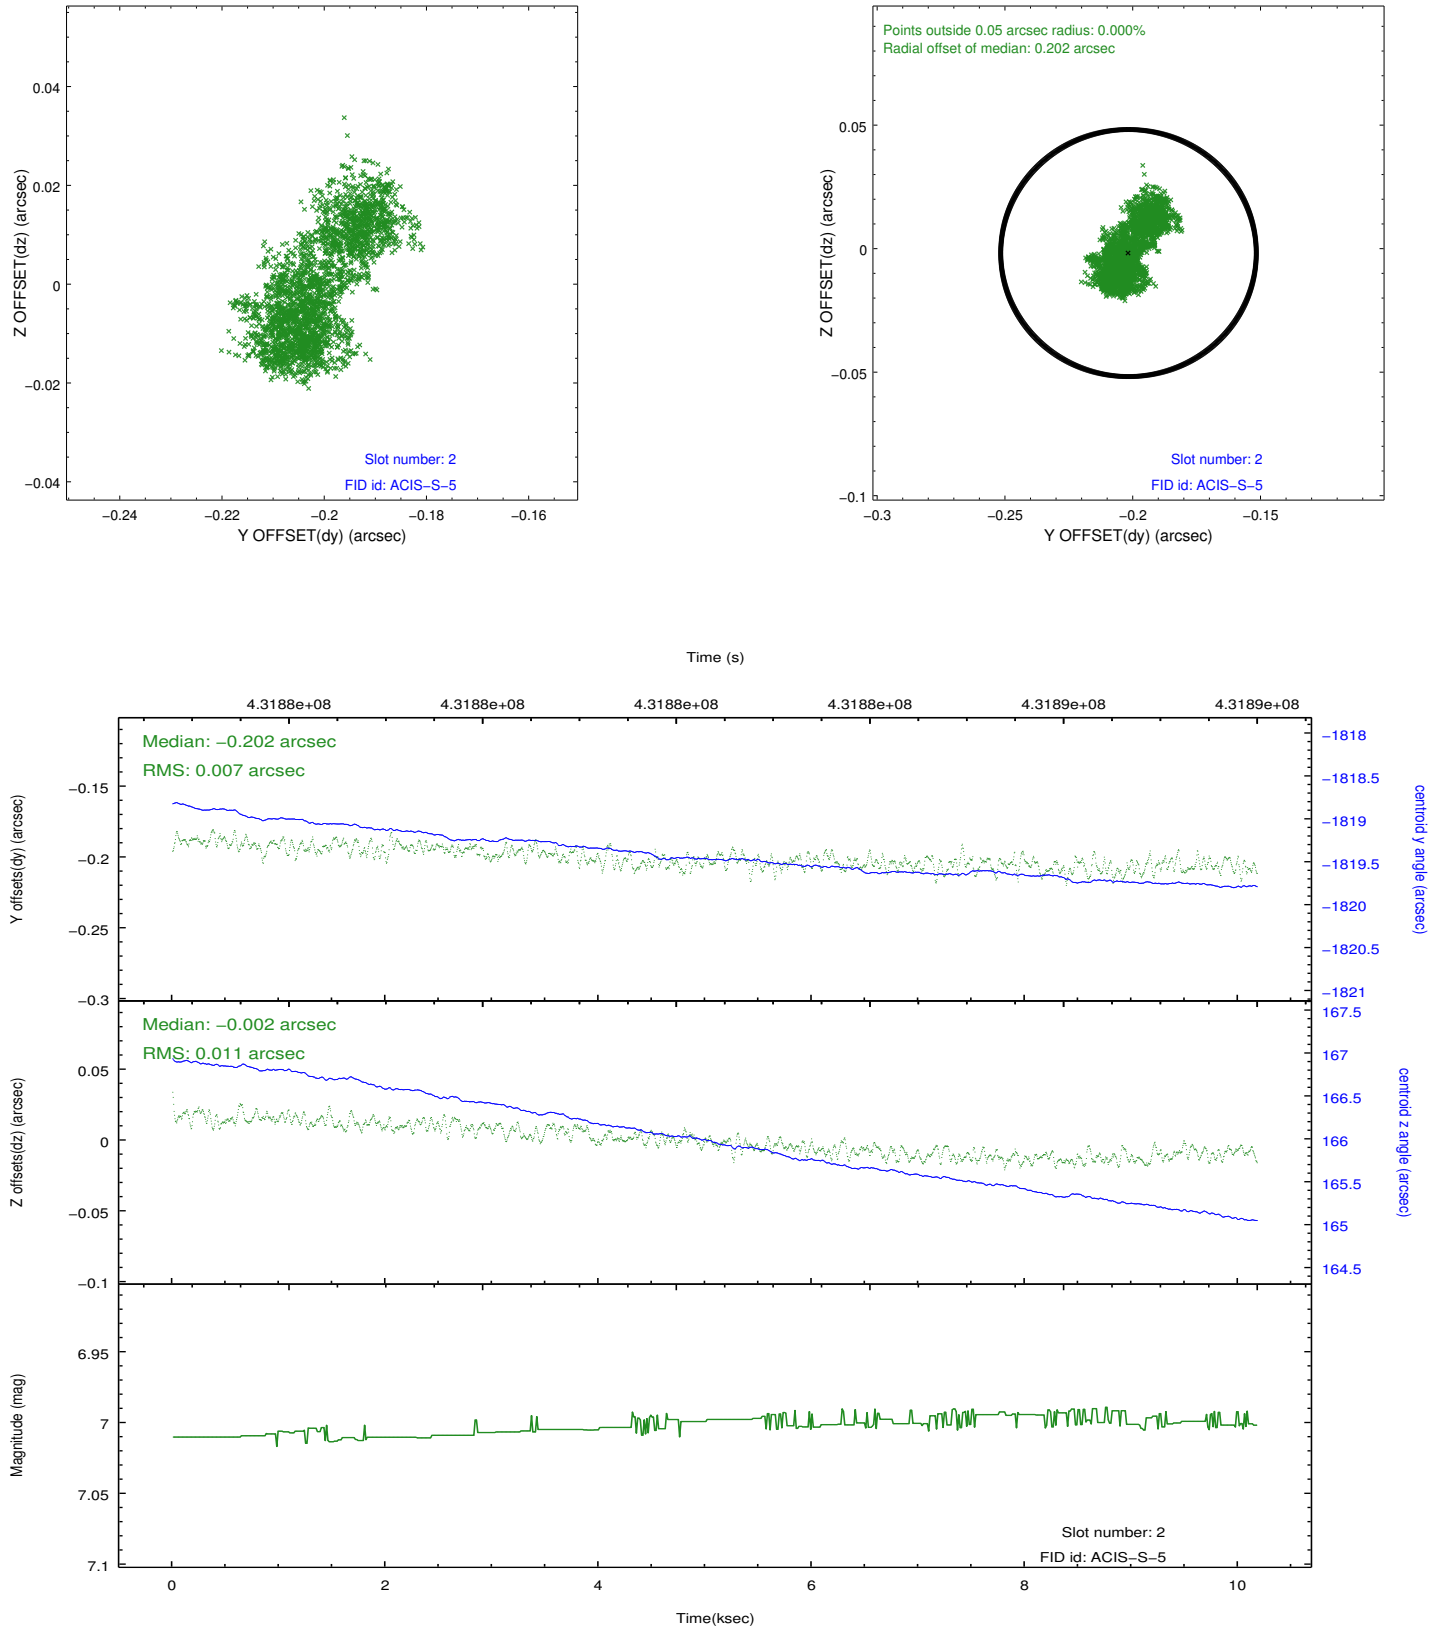 Points outside 0.05 arcsec radius: 0.000%
Radial offset of median: 0.202 arcsec
0.04
0.02
0
−0.02
−0.04
Z OFFSET(dz) (arcsec)
Slot number: 2
FID id: ACIS−S−5
−0.24 −0.22 −0.2 −0.18 −0.16
Y OFFSET(dy) (arcsec)
0.05
0
−0.05
−0.1
Z OFFSET(dz) (arcsec)
Slot number: 2
FID id: ACIS−S−5
−0.3 −0.25 −0.2 −0.15
Y OFFSET(dy) (arcsec)
Time (s)
4.3188e+08 4.3188e+08 4.3188e+08 4.3188e+08 4.3189e+08 4.3189e+08
Median: −0.202 arcsec
RMS: 0.007 arcsec
−0.15
−0.2
−0.25
−0.3
Y offsets(dy) (arcsec)
−1818
−1818.5
−1819
−1819.5
−1820
−1820.5
−1821
centroid y angle (arcsec)
Median: −0.002 arcsec
RMS: 0.011 arcsec
0.05
0
−0.05
−0.1
Z offsets(dz) (arcsec)
167.5
167
166.5
166
165.5
165
164.5
centroid z angle (arcsec)
6.95
7
7.05
7.1
Magnitude (mag)
Slot number: 2
FID id: ACIS−S−5
0 2 4 6 8 10
Time(ksec)